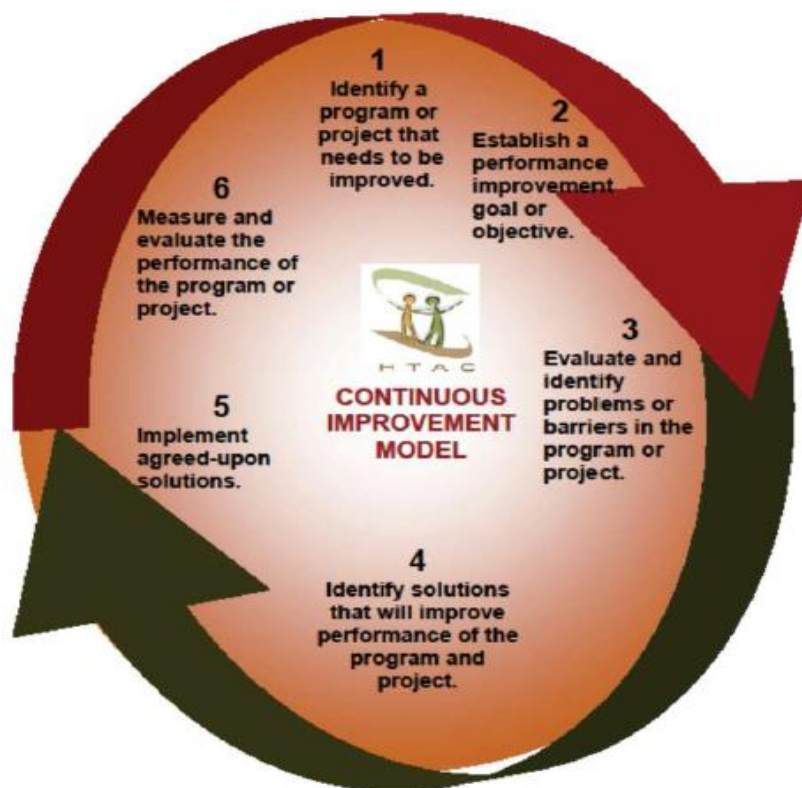 1
Identify a
program or
project that
needs to be
improved.
2
Establish a
performance
improvement
goal or
objective.
3
Evaluate and
identify
problems or
barriers in the
program or
project.
4
Identify solutions
that will improve
performance of the
program and
project.
5
Implement
agreed-upon
solutions.
6
Measure and
evaluate the
performance of
the program or
project.
HTAC
CONTINUOUS
IMPROVEMENT
MODEL